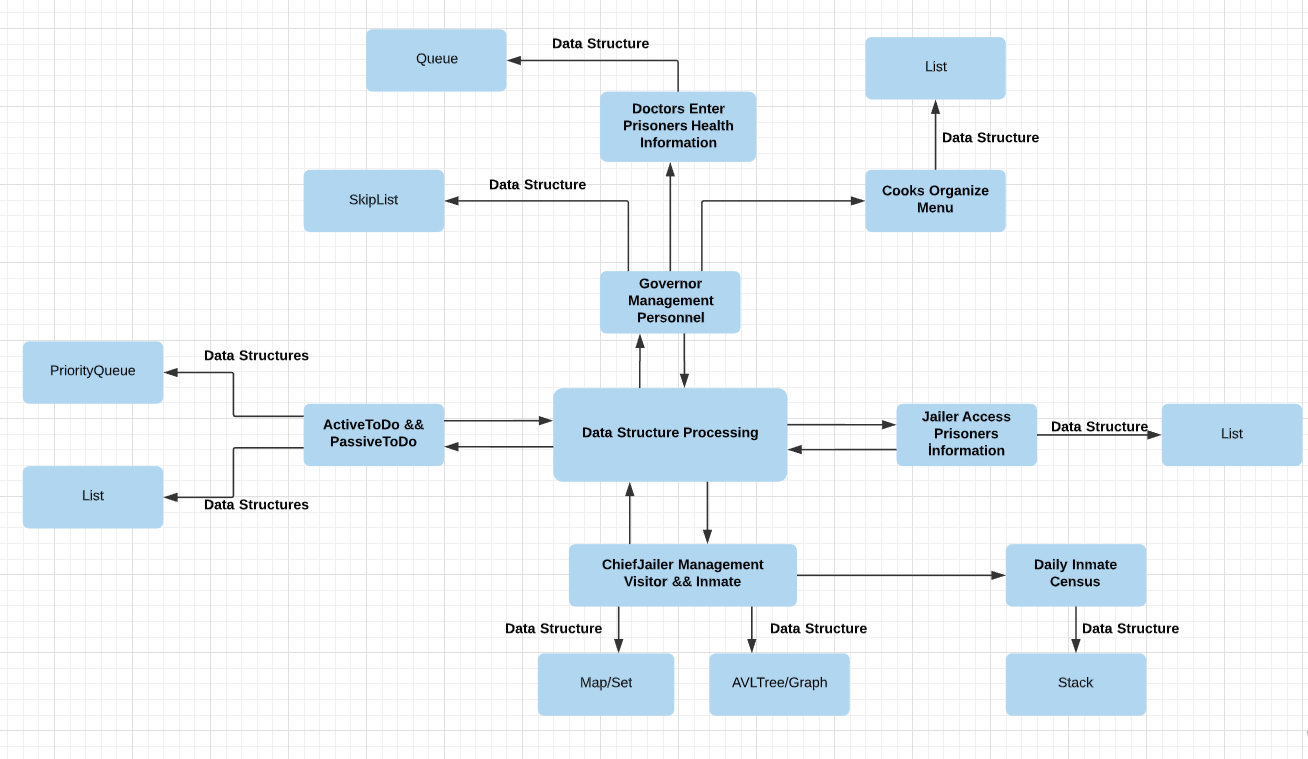 Data Structure
Queue
List
Doctors Enter
Prisoners Health
Information
Data Structure
Data Structure
SkipList
Cooks Organize
Menu
Governor
Management
Personnel
Data Structures
PriorityQueue
ActiveToDo &&
PassiveToDo
Data Structure Processing
Jailer Access
Prisoners
İnformation
Data Structure
List
List
Data Structures
ChiefJailer Management
Visitor && Inmate
Daily Inmate
Census
Data Structure
Data Structure
Data Structure
Map/Set
AVLTree/Graph
Stack